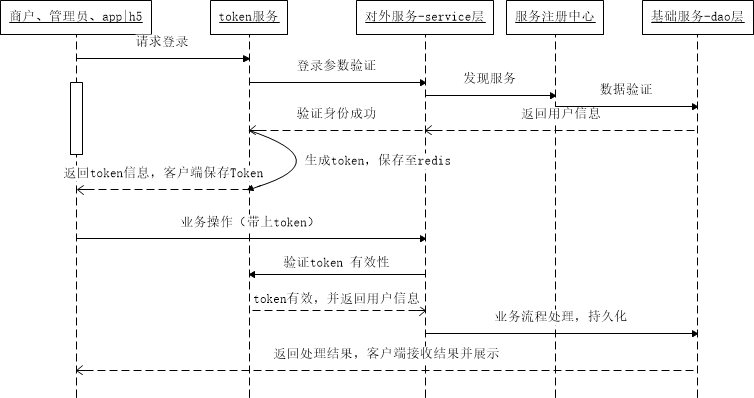 商户、管理员、app|h5
token服务
对外服务-service层
服务注册中心
基础服务-dao层
请求登录
登录参数验证
发现服务
数据验证
验证身份成功
返回用户信息
生成token，保存至redis
返回token信息，客户端保存Token
业务操作（带上token）
验证token 有效性
token有效，并返回用户信息
业务流程处理，持久化
返回处理结果，客户端接收结果并展示